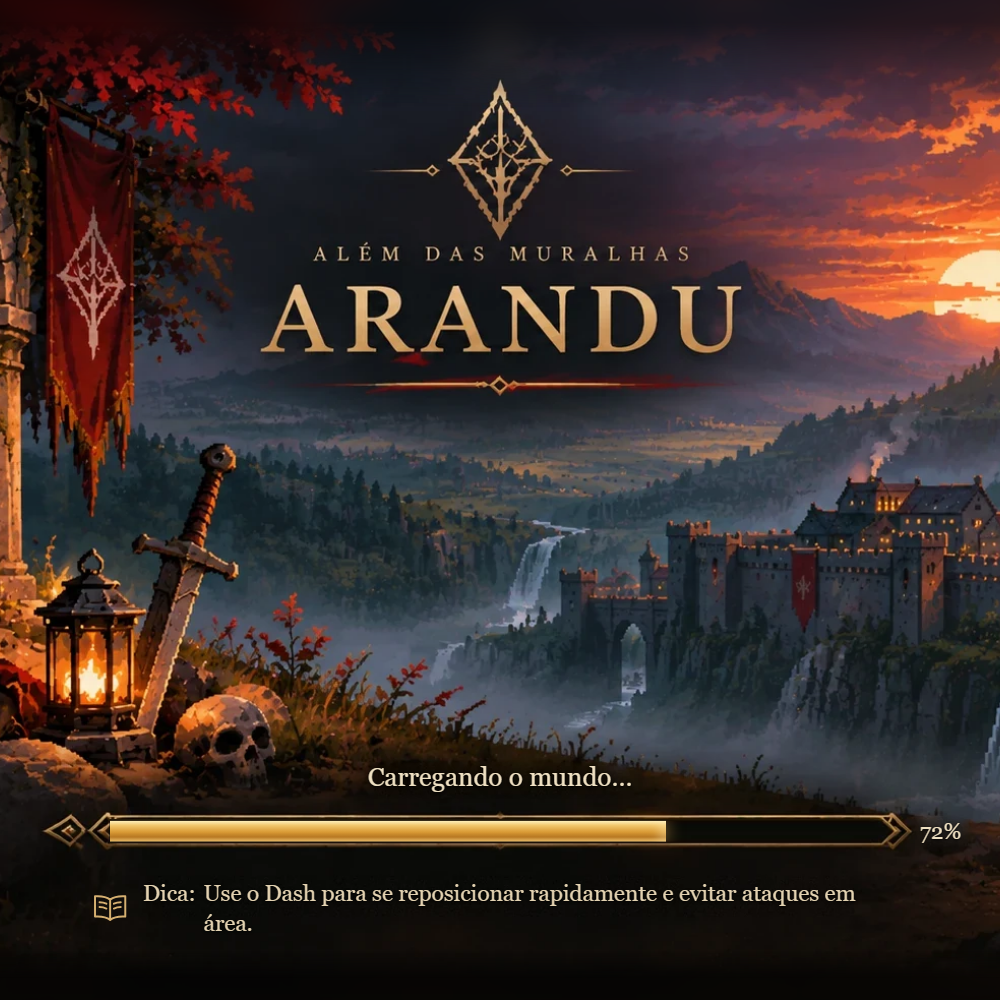 ALÉM DAS MURALHAS
ARANDU
Carregando o mundo...
72%
Dica: Use o Dash para se reposicionar rapidamente e evitar ataques em
área.